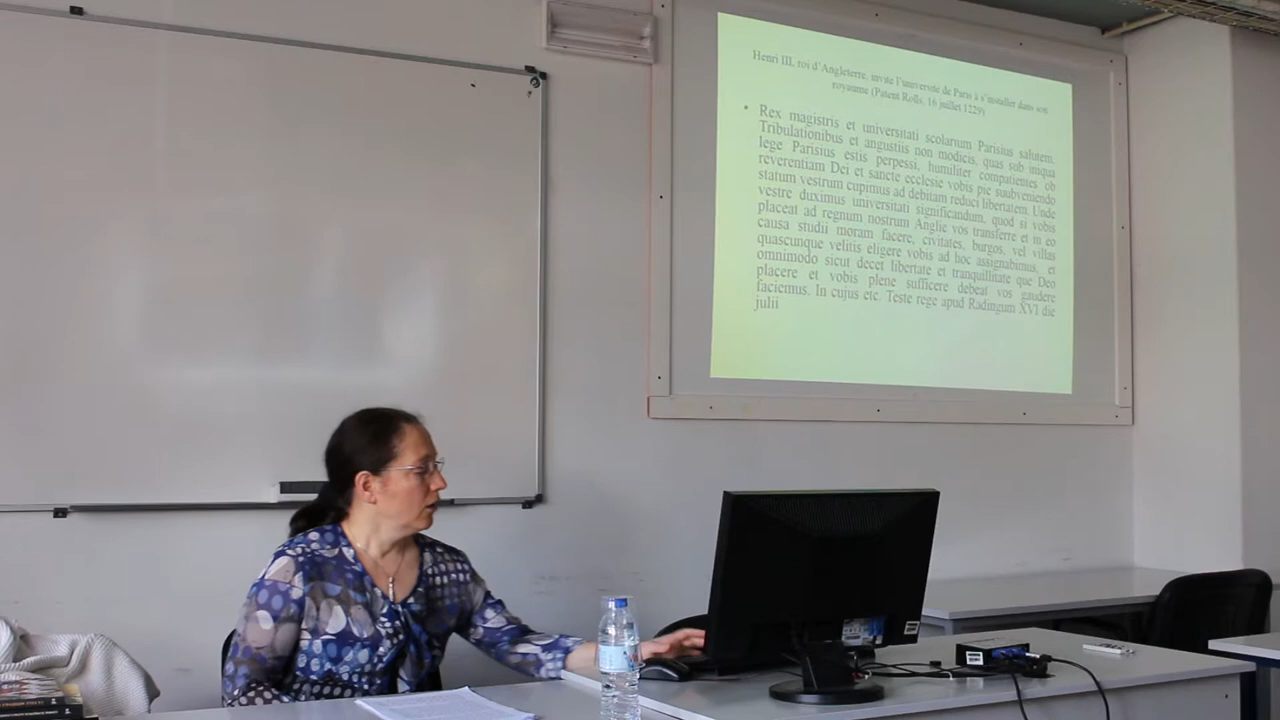 Henri III, roi d'Angleterre, invite l'université de Paris à s'installer dans son
royaume (Patent Rolls, 16 juillet 1229)
• Rex magistris et universitati scolarum Parisius salutem.
Tribulationibus et angustiis non modicis, quas sub iniqua
lege Parisius estis perpessi, humiliter compatientes ob
reverentiam Dei et sancte ecclesie vobis pie suubveniendo
statum vestrum cupimus ad debitam reduci libertatem. Unde
vestre duximus universitati significandum, quod si vobis
placeat ad regnum nostrum Anglie vos transferre et in eo
causa studii moram facere, civitates, burgos, vel villas
quascunque velitis eligere vobis ad hoc assignabimus, et
omnimodo sicut decet libertate et tranquillitate que Deo
placere et vobis plene sufficere debeat vos gaudere
faciemus. In cujus etc. Teste rege apud Radingum XVI die
julii